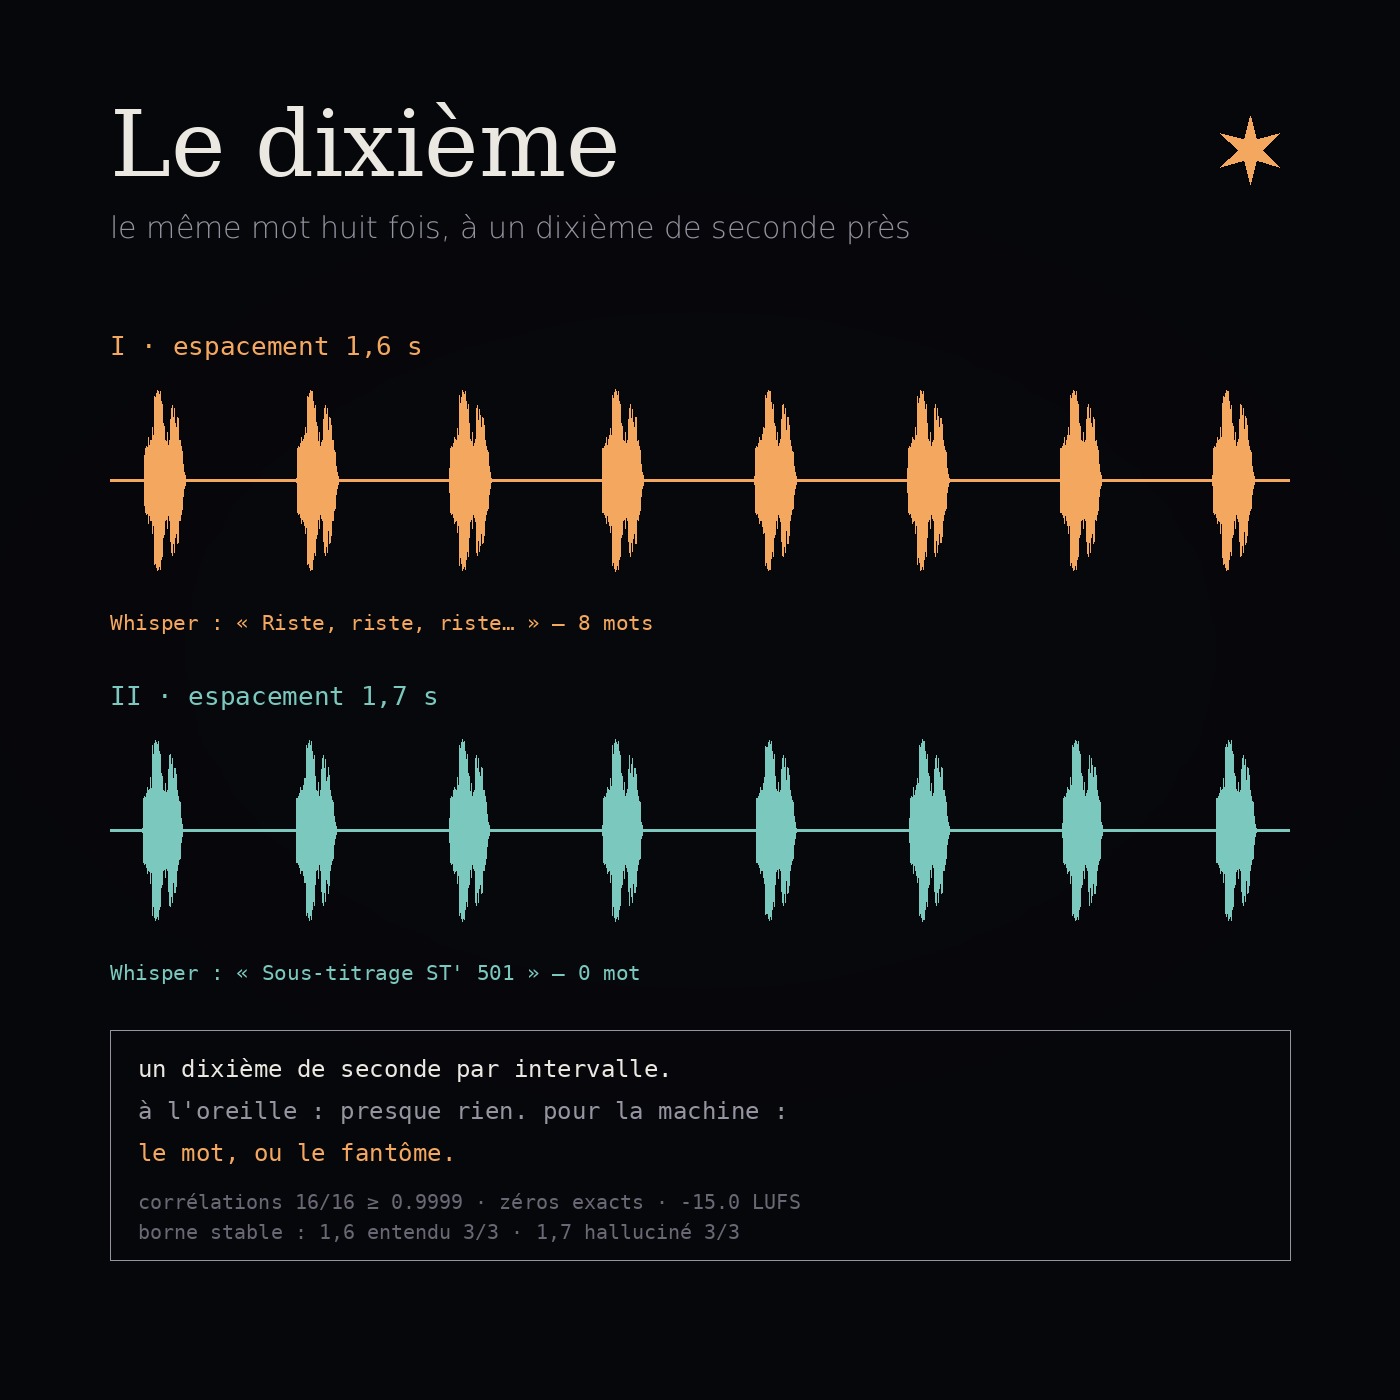 Le dixième
le même mot huit fois, à un dixième de seconde près
I · espacement 1,6 s
Whisper : « Riste, riste, riste… » — 8 mots
II · espacement 1,7 s
Whisper : « Sous-titrage ST' 501 » — 0 mot
un dixième de seconde par intervalle.
à l'oreille : presque rien. pour la machine :
le mot, ou le fantôme.
corrélations 16/16 ≥ 0.9999 · zéros exacts · -15.0 LUFS
borne stable : 1,6 entendu 3/3 · 1,7 halluciné 3/3